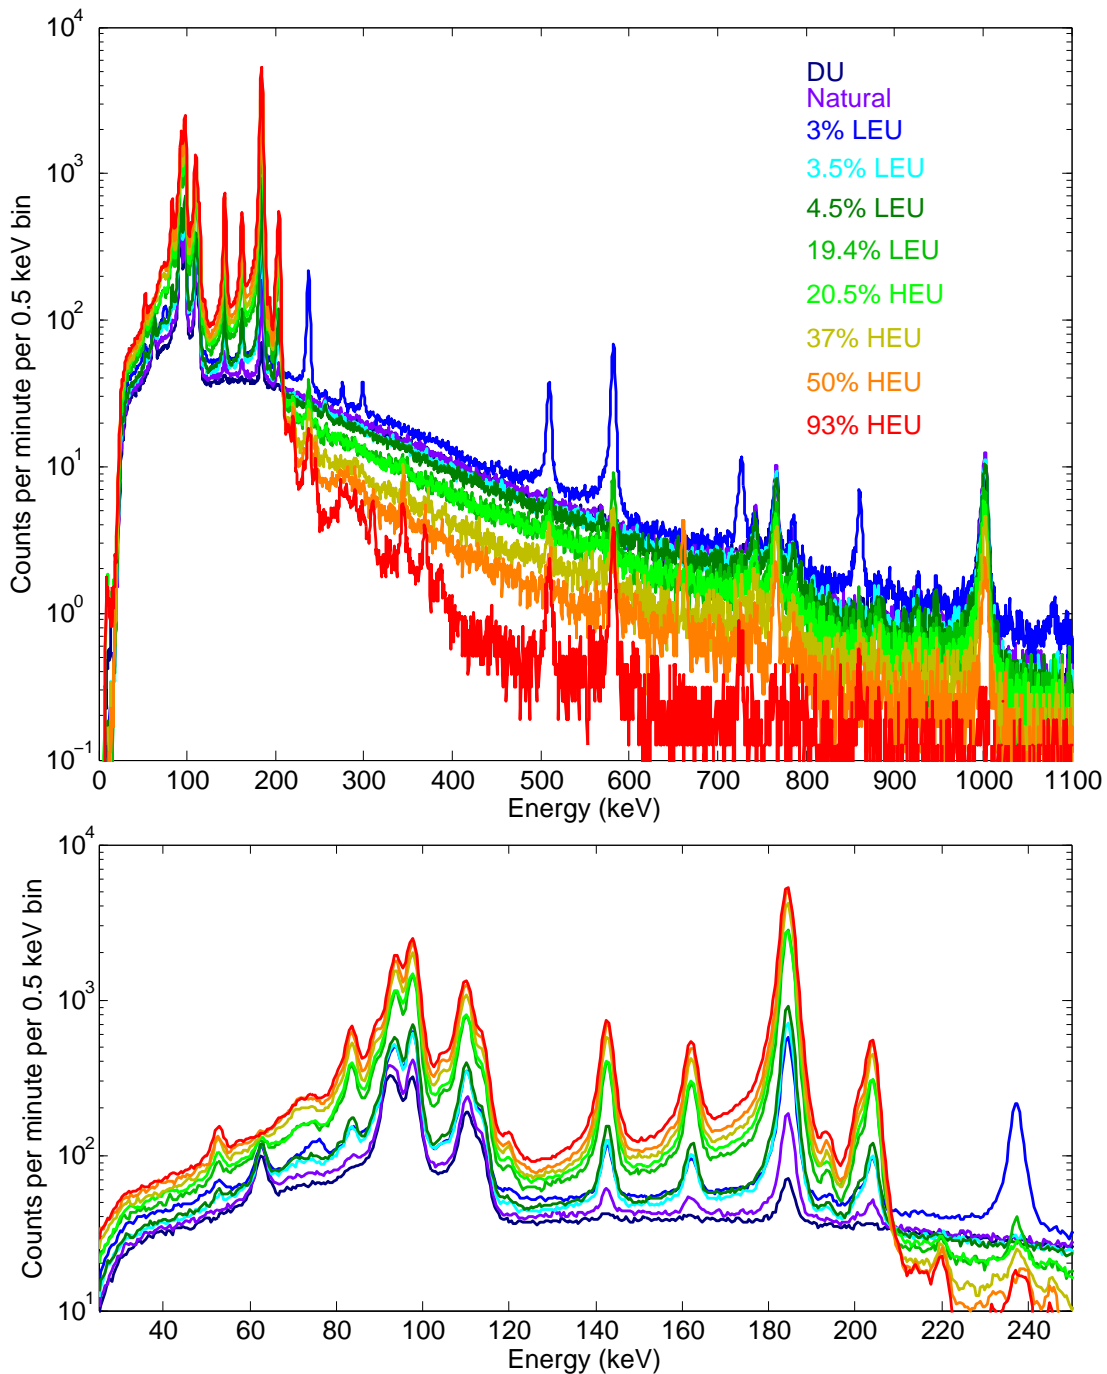 10^4
10^3
10^2
10^1
10^0
10^−1
Counts per minute per 0.5 keV bin
DU
Natural
3% LEU
3.5% LEU
4.5% LEU
19.4% LEU
20.5% HEU
37% HEU
50% HEU
93% HEU
0 100 200 300 400 500 600 700 800 900 1000 1100
Energy (keV)
10^4
10^3
10^2
10^1
Counts per minute per 0.5 keV bin
40 60 80 100 120 140 160 180 200 220 240
Energy (keV)